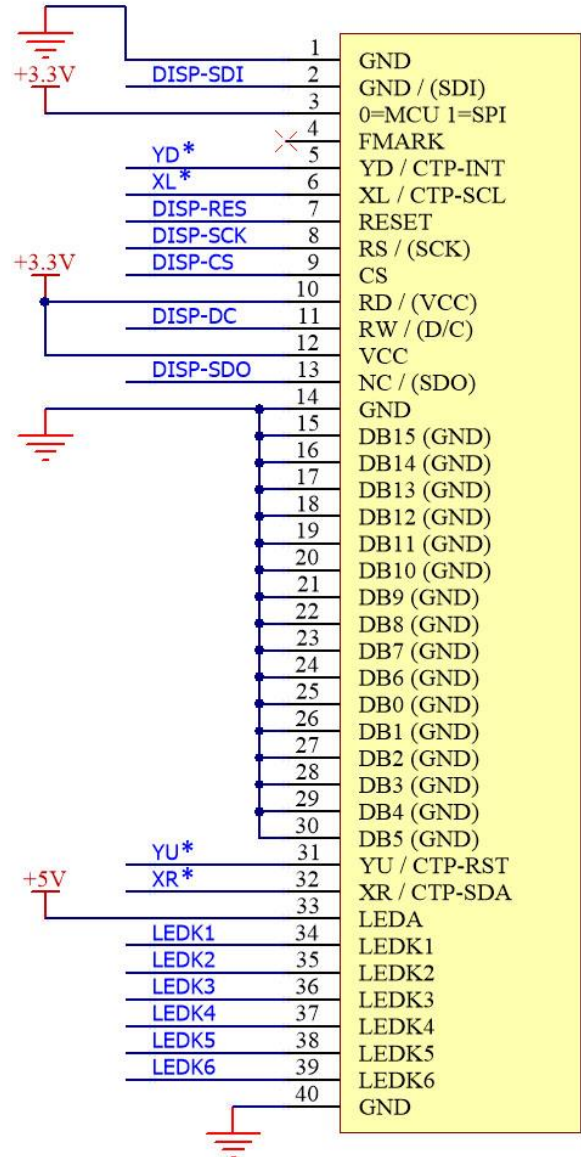 1 GND
DISP-SDI 2 GND / (SDI)
+3.3V 3 0=MCU 1=SPI
4 FMARK
YD* 5 YD / CTP-INT
XL* 6 XL / CTP-SCL
DISP-RES 7 RESET
DISP-SCK 8 RS / (SCK)
DISP-CS 9 CS
+3.3V 10 RD / (VCC)
DISP-DC 11 RW / (D/C)
12 VCC
DISP-SDO 13 NC / (SDO)
14 GND
15 DB15 (GND)
16 DB14 (GND)
17 DB13 (GND)
18 DB12 (GND)
19 DB11 (GND)
20 DB10 (GND)
21 DB9 (GND)
22 DB8 (GND)
23 DB7 (GND)
24 DB6 (GND)
25 DB0 (GND)
26 DB1 (GND)
27 DB2 (GND)
28 DB3 (GND)
29 DB4 (GND)
30 DB5 (GND)
YU* 31 YU / CTP-RST
XR* 32 XR / CTP-SDA
+5V 33 LEDA
LEDK1 34 LEDK1
LEDK2 35 LEDK2
LEDK3 36 LEDK3
LEDK4 37 LEDK4
LEDK5 38 LEDK5
LEDK6 39 LEDK6
40 GND